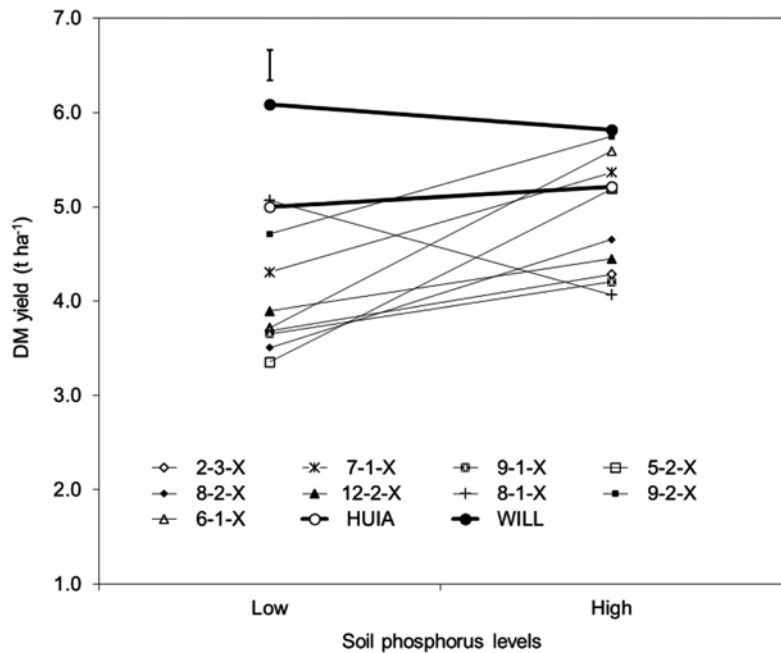 7.0
6.0
5.0
4.0
3.0
2.0
1.0
DM yield (t ha⁻¹)
2-3-X 7-1-X 9-1-X 5-2-X
8-2-X 12-2-X 8-1-X 9-2-X
6-1-X HUIA WILL
Low High
Soil phosphorus levels